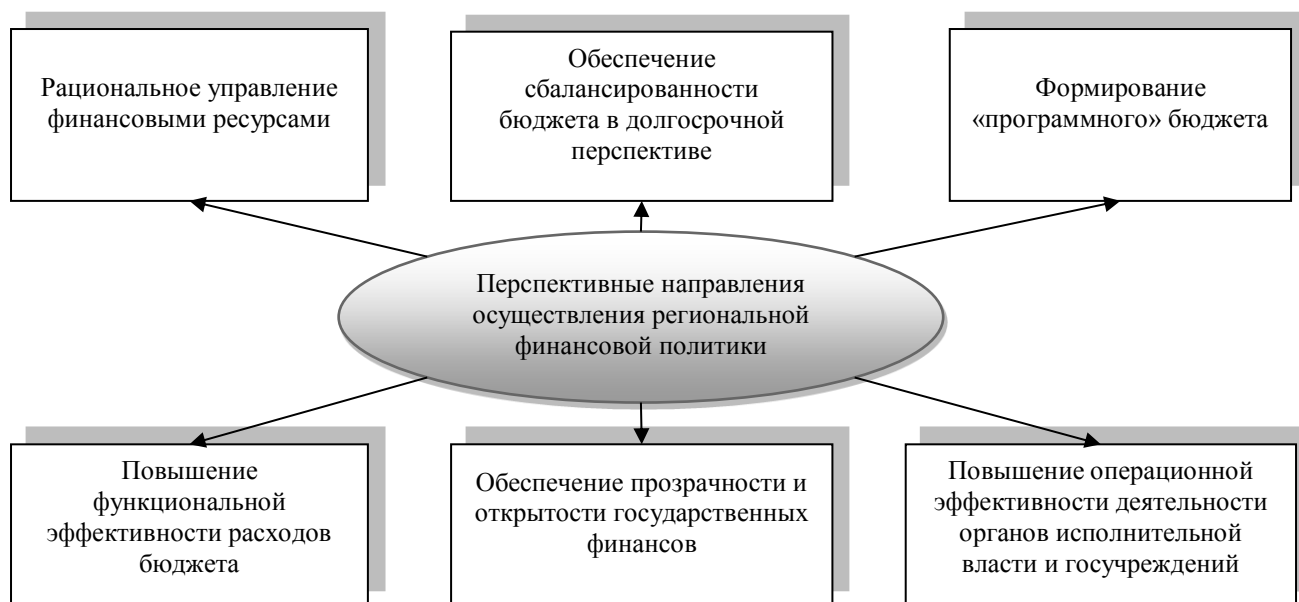 Рациональное управление
финансовыми ресурсами
Обеспечение
сбалансированности
бюджета в долгосрочной
перспективе
Формирование
«программного» бюджета
Перспективные направления
осуществления региональной
финансовой политики
Повышение
функциональной
эффективности расходов
бюджета
Обеспечение прозрачности и
открытости государственных
финансов
Повышение операционной
эффективности деятельности
органов исполнительной
власти и госучреждений